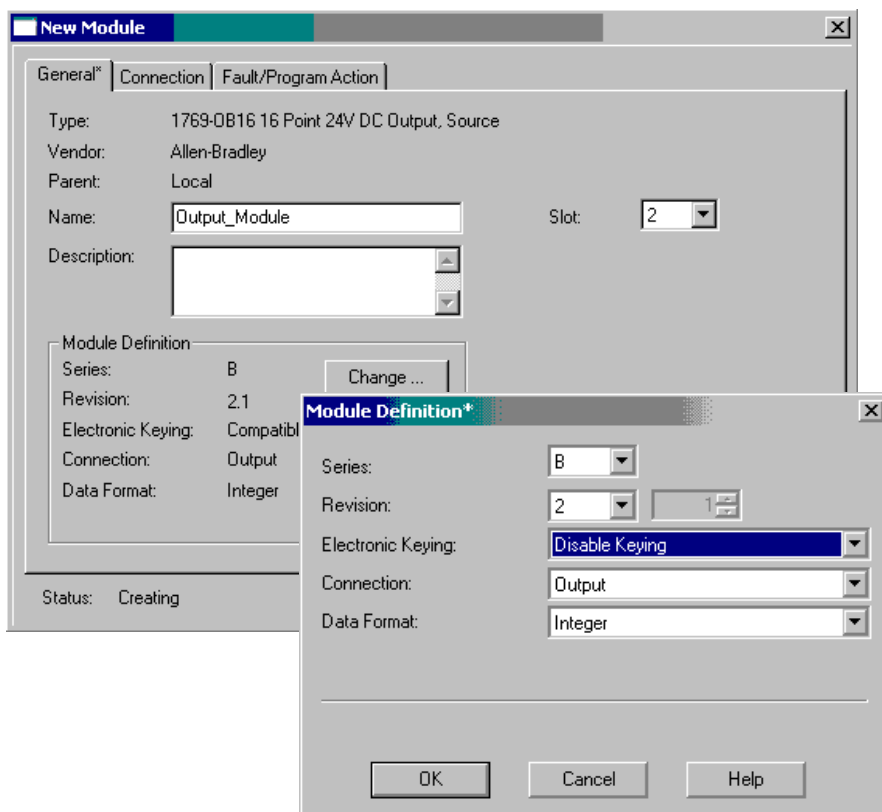 New Module
General* Connection Fault/Program Action
Type: 1769-OB16 16 Point 24V DC Output, Source
Vendor: Allen-Bradley
Parent: Local
Name: Output_Module Slot: 2
Description:
Module Definition
Series: B Change ...
Revision: 2.1
Electronic Keying: Compatibl
Connection: Output
Data Format: Integer
Status: Creating
Module Definition*
Series: B
Revision: 2 1
Electronic Keying: Disable Keying
Connection: Output
Data Format: Integer
OK Cancel Help